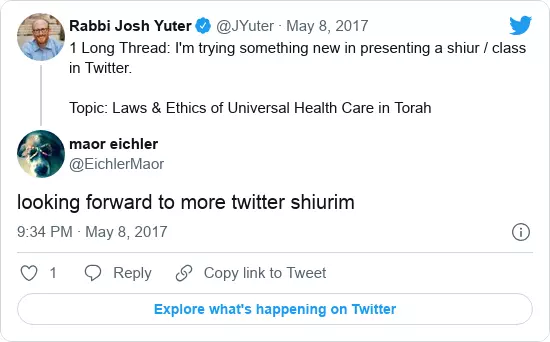 Rabbi Josh Yuter @JYuter · May 8, 2017
1 Long Thread: I'm trying something new in presenting a shiur / class
in Twitter.
Topic: Laws & Ethics of Universal Health Care in Torah
maor eichler
@EichlerMaor
looking forward to more twitter shiurim
9:34 PM · May 8, 2017
1 Reply Copy link to Tweet
Explore what's happening on Twitter